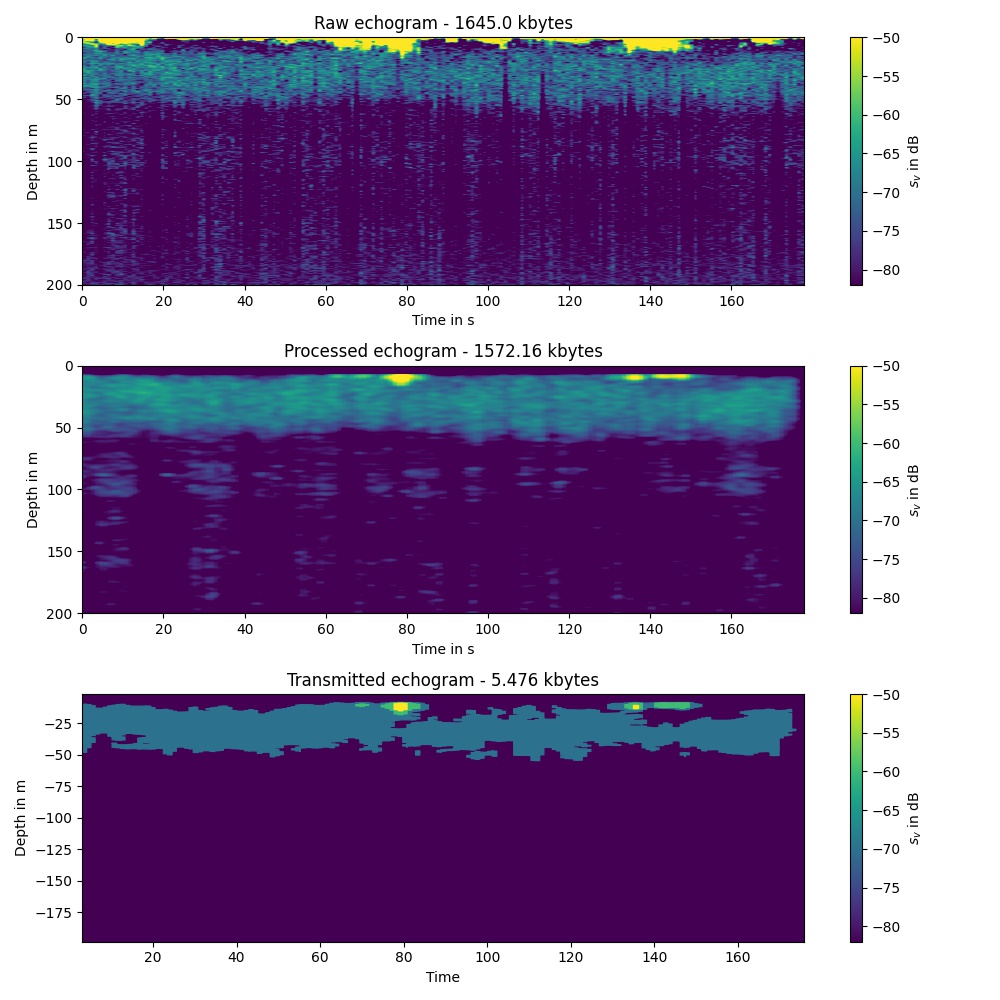 Raw echogram - 1645.0 kbytes
0
50
100
150
200
Depth in m
0 20 40 60 80 100 120 140 160
Time in s
−50
−55
−60
−65
−70
−75
−80
sv in dB
Processed echogram - 1572.16 kbytes
0
50
100
150
200
Depth in m
0 20 40 60 80 100 120 140 160
Time in s
−50
−55
−60
−65
−70
−75
−80
sv in dB
Transmitted echogram - 5.476 kbytes
−25
−50
−75
−100
−125
−150
−175
Depth in m
20 40 60 80 100 120 140 160
Time
−50
−55
−60
−65
−70
−75
−80
sv in dB